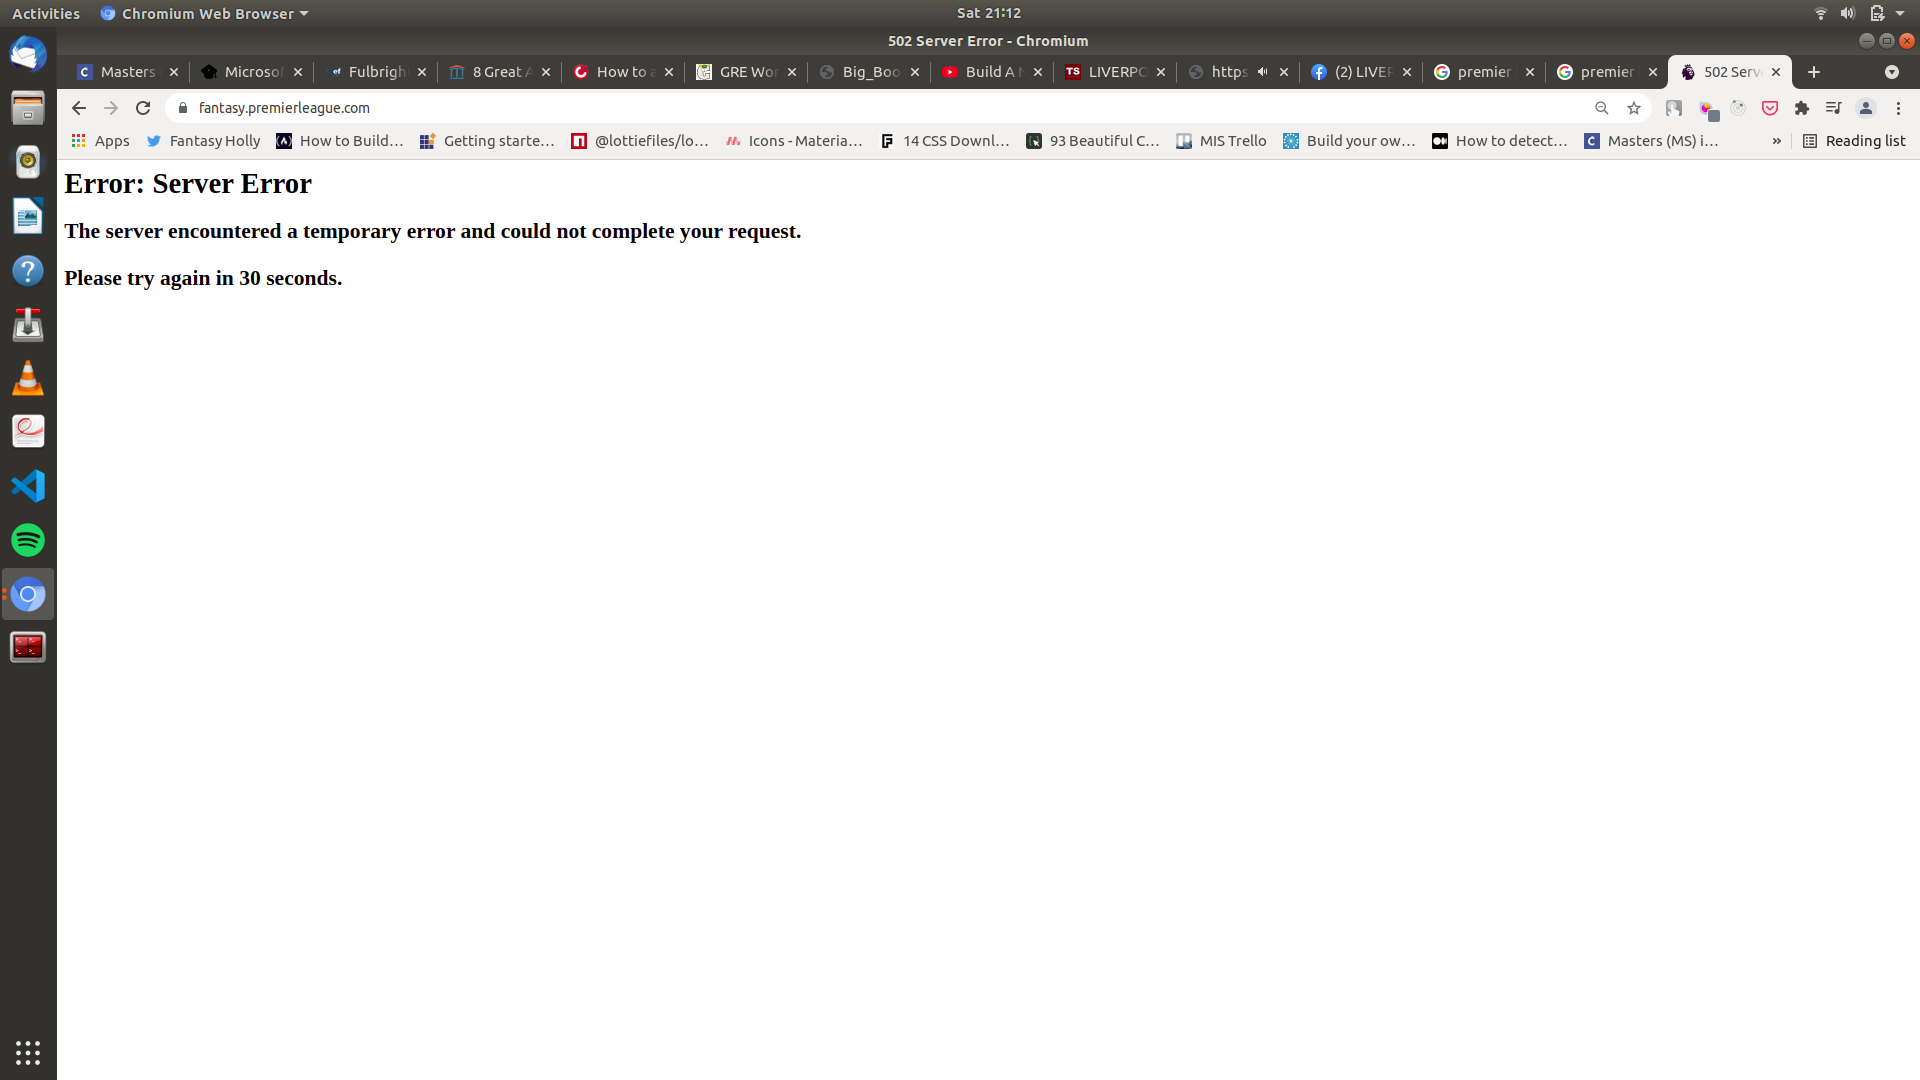 Activities Chromium Web Browser Sat 21:12
502 Server Error - Chromium
Masters Microsof Fulbrigh 8 Great A How to a GRE Wor Big_Boo Build A N LIVERPO https (2) LIVER premier premier 502 Serv
fantasy.premierleague.com
Apps Fantasy Holly How to Build... Getting starte... @lottiefiles/lo... Icons - Materia... 14 CSS Downl... 93 Beautiful C... MIS Trello Build your ow... How to detect... Masters (MS) i... » Reading list
Error: Server Error
The server encountered a temporary error and could not complete your request.
Please try again in 30 seconds.